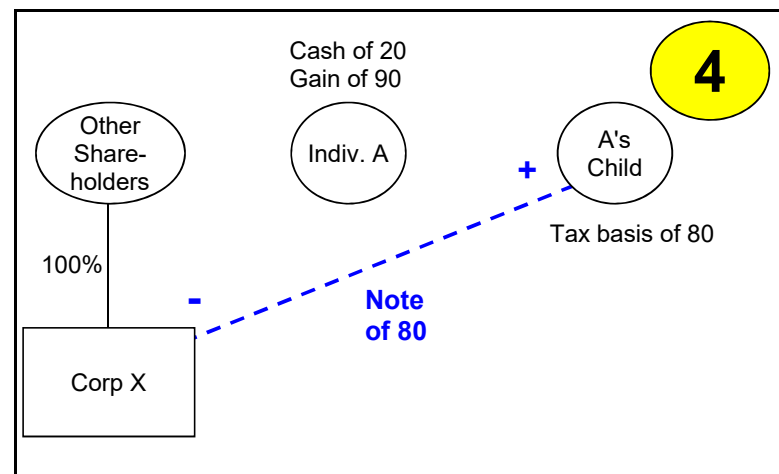 Cash of 20
Gain of 90
4
Other
Share-
holders
Indiv. A
A's
Child
+
Tax basis of 80
100%
-
Note
of 80
Corp X